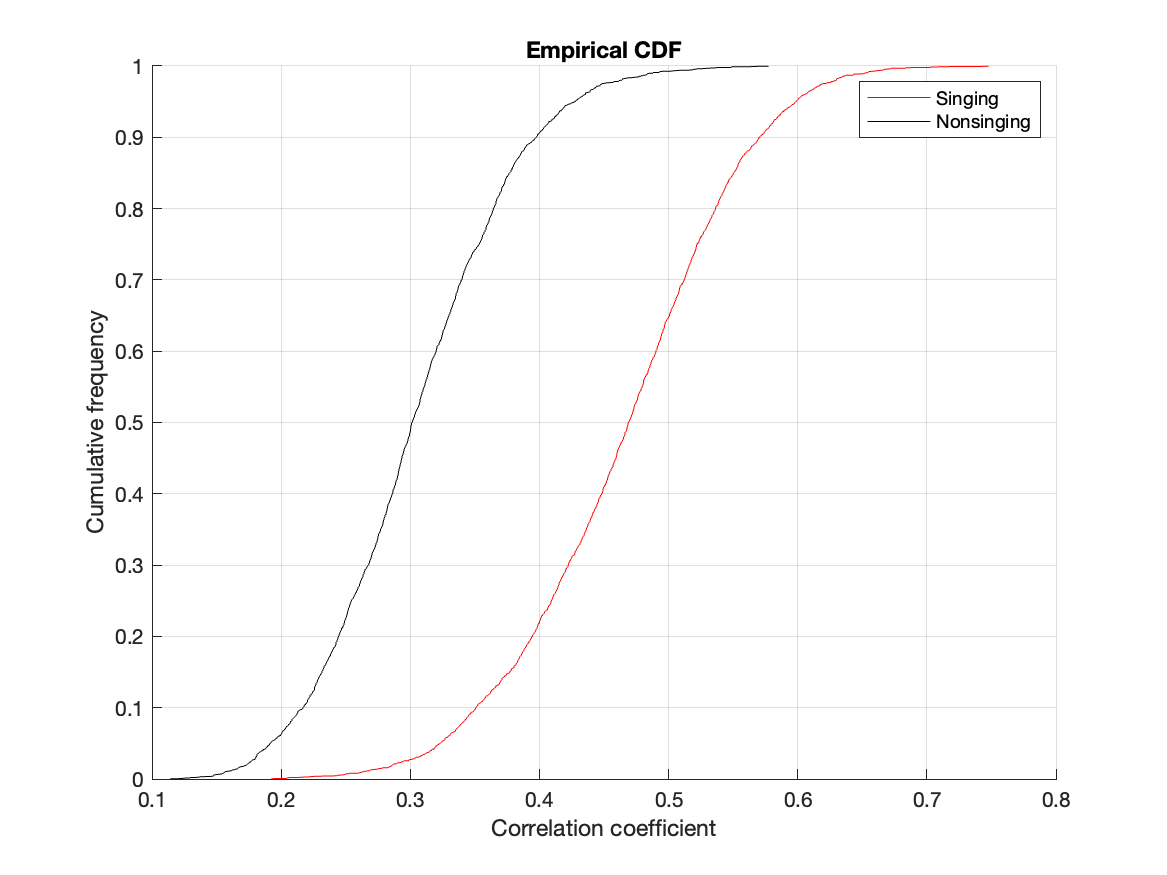 Empirical CDF
1
0.9
0.8
0.7
0.6
0.5
0.4
0.3
0.2
0.1
0
Cumulative frequency
Singing
Nonsinging
0.1 0.2 0.3 0.4 0.5 0.6 0.7 0.8
Correlation coefficient